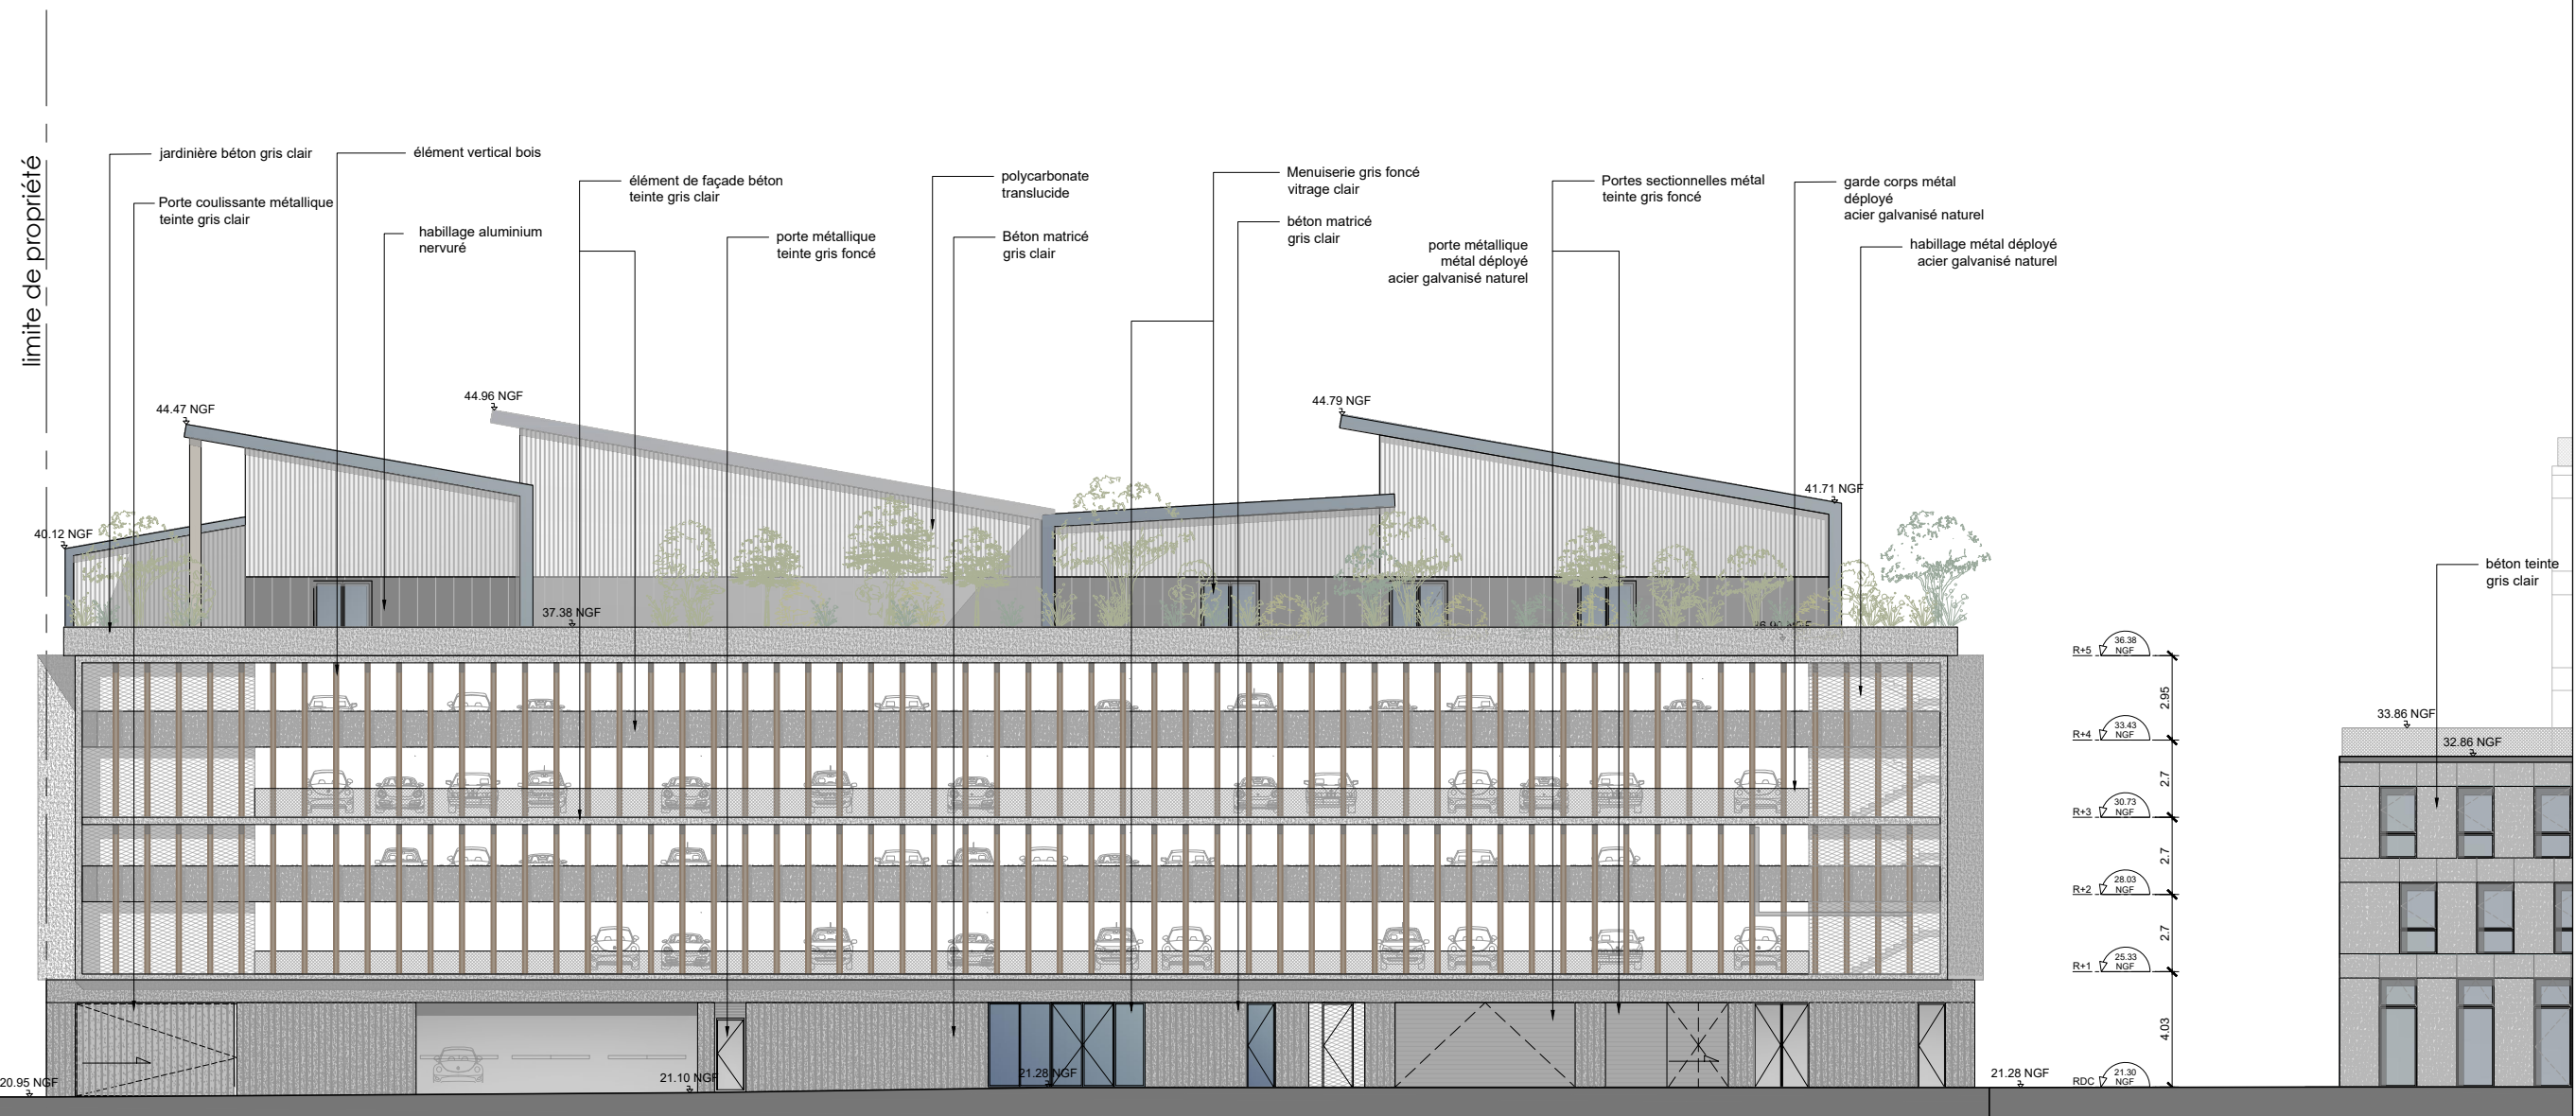 limite de propriété
jardinière béton gris clair
élément vertical bois
Porte coulissante métallique
teinte gris clair
habillage aluminium
nervuré
élément de façade béton
teinte gris clair
porte métallique
teinte gris foncé
polycarbonate
translucide
Béton matricé
gris clair
Menuiserie gris foncé
vitrage clair
béton matricé
gris clair
porte métallique
métal déployé
acier galvanisé naturel
Portes sectionnelles métal
teinte gris foncé
garde corps métal
déployé
acier galvanisé naturel
habillage métal déployé
acier galvanisé naturel
44.47 NGF
44.96 NGF
44.79 NGF
41.71 NGF
40.12 NGF
37.38 NGF
36.90 NGF
béton teinte
gris clair
R+5
36.38
NGF
2.95
R+4
33.43
NGF
2.7
R+3
30.73
NGF
2.7
R+2
28.03
NGF
2.7
R+1
25.33
NGF
4.03
RDC
21.30
NGF
33.86 NGF
32.86 NGF
20.95 NGF
21.10 NGF
21.28 NGF
21.28 NGF